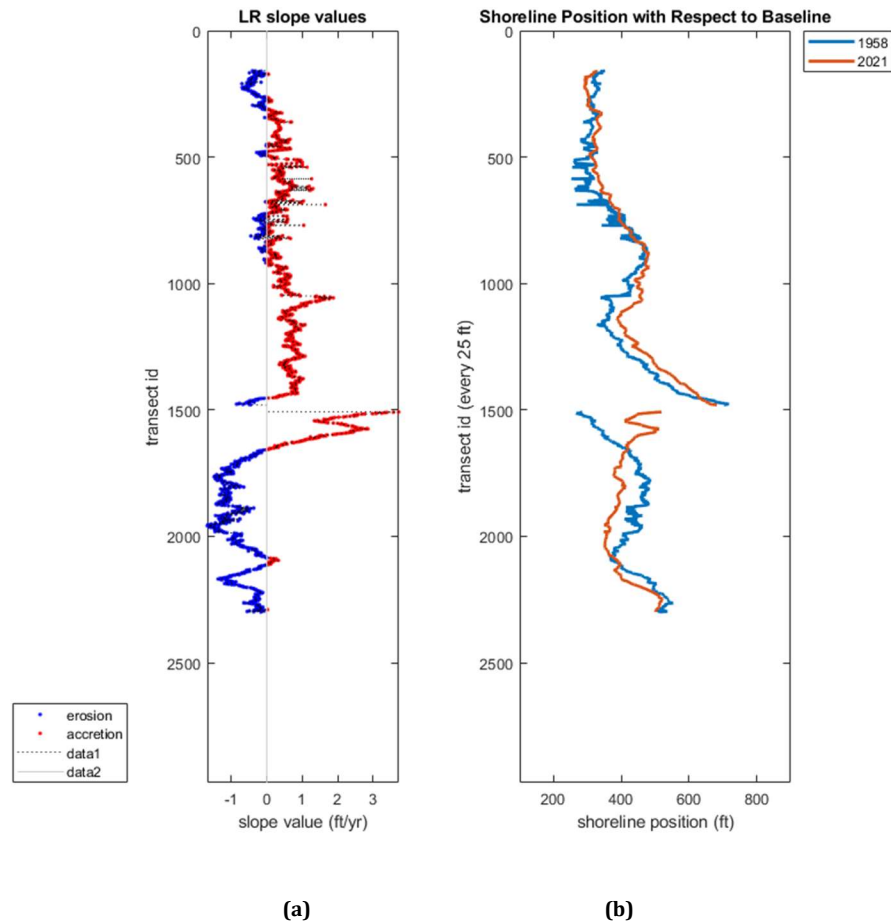 LR slope values
Shoreline Position with Respect to Baseline
0
500
1000
1500
2000
2500
transect id
-1 0 1 2 3
slope value (ft/yr)
erosion
accretion
data1
data2
0
500
1000
1500
2000
2500
transect id (every 25 ft)
200 400 600 800
shoreline position (ft)
1958
2021
(a)
(b)